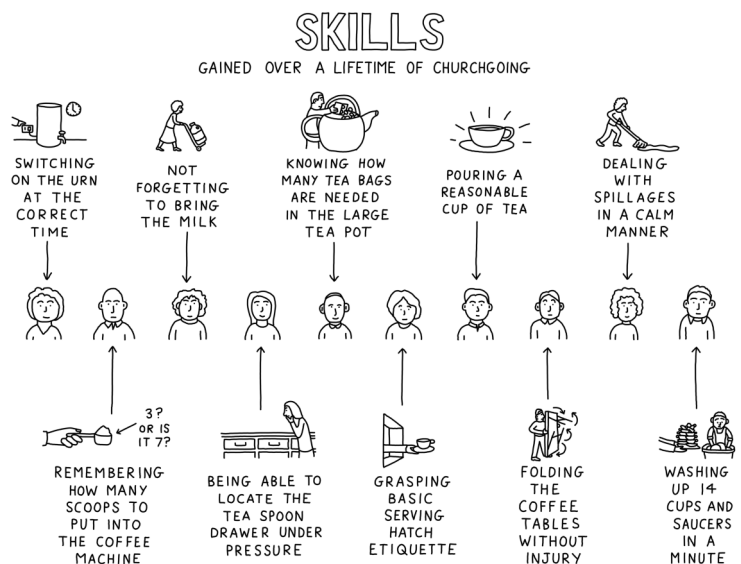 SKILLS
GAINED OVER A LIFETIME OF CHURCHGOING
SWITCHING
ON THE URN
AT THE
CORRECT
TIME
NOT
FORGETTING
TO BRING
THE MILK
KNOWING HOW
MANY TEA BAGS
ARE NEEDED
IN THE LARGE
TEA POT
POURING A
REASONABLE
CUP OF TEA
DEALING
WITH
SPILLAGES
IN A CALM
MANNER
3?
OR IS
IT 7?
REMEMBERING
HOW MANY
SCOOPS TO
PUT INTO
THE COFFEE
MACHINE
BEING ABLE TO
LOCATE THE
TEA SPOON
DRAWER UNDER
PRESSURE
GRASPING
BASIC
SERVING
HATCH
ETIQUETTE
FOLDING
THE
COFFEE
TABLES
WITHOUT
INJURY
WASHING
UP 14
CUPS AND
SAUCERS
IN A
MINUTE